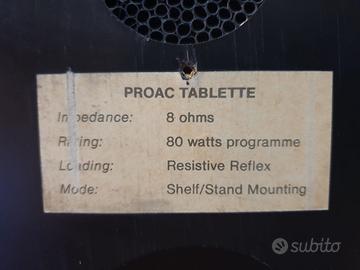 PROAC TABLETTE
Impedance: 8 ohms
Rating: 80 watts programme
Loading: Resistive Reflex
Mode: Shelf/Stand Mounting
subito